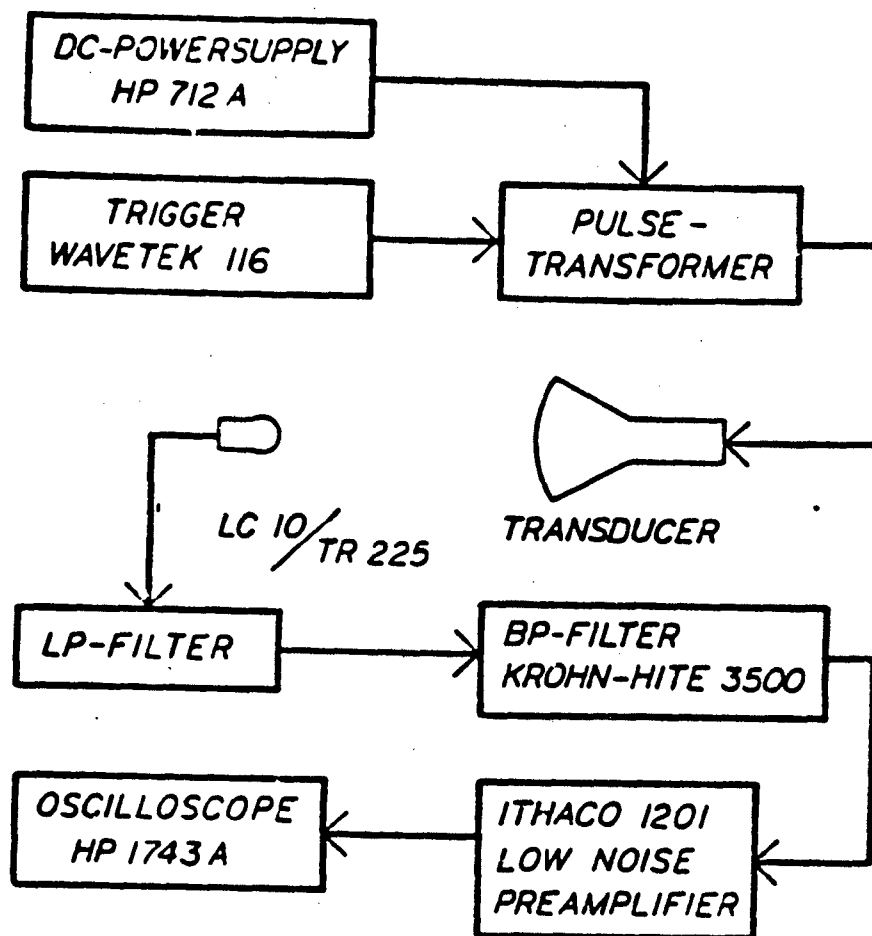 DC-POWERSUPPLY
HP 712 A
TRIGGER
WAVETEK 116
PULSE-
TRANSFORMER
LC 10/TR 225
TRANSDUCER
LP-FILTER
BP-FILTER
KROHN-HITE 3500
OSCILLOSCOPE
HP 1743 A
ITHACO 1201
LOW NOISE
PREAMPLIFIER